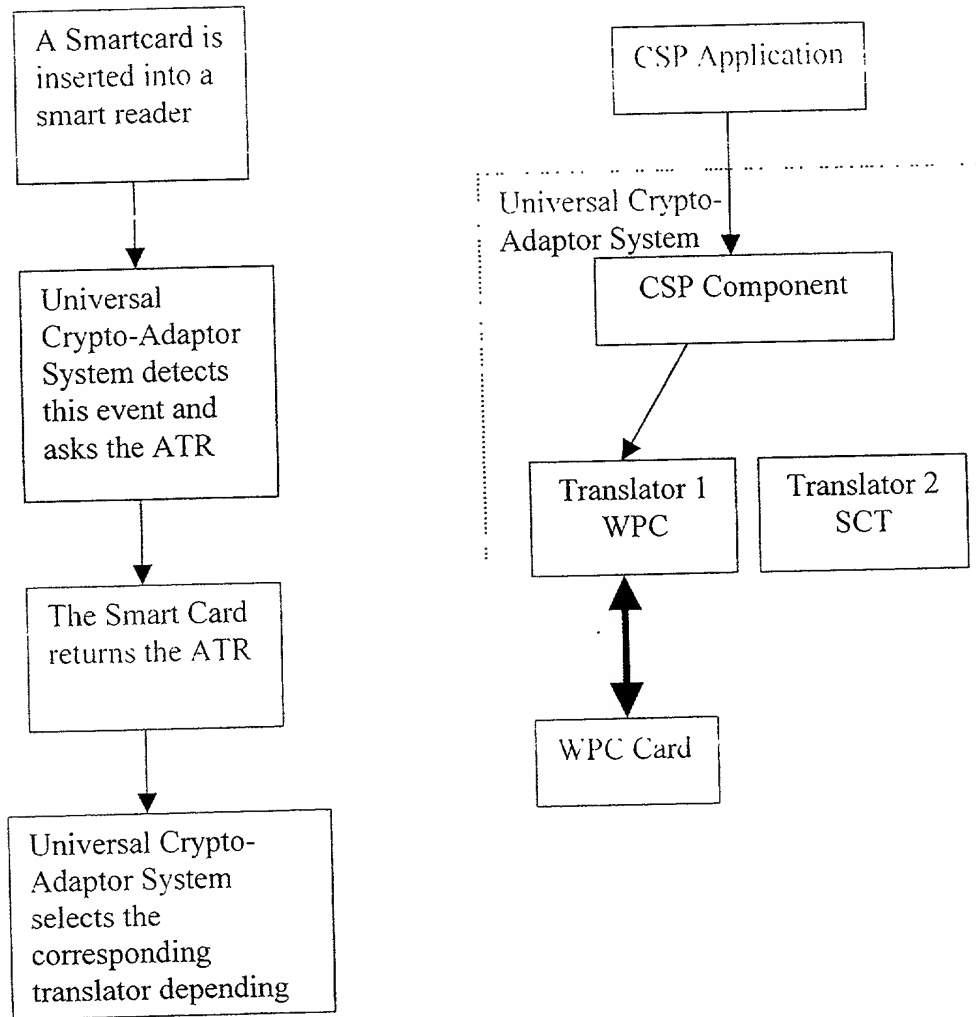 A Smartcard is
inserted into a
smart reader
Universal
Crypto-Adaptor
System detects
this event and
asks the ATR
The Smart Card
returns the ATR
Universal Crypto-
Adaptor System
selects the
corresponding
translator depending
CSP Application
Universal Crypto-
Adaptor System
CSP Component
Translator 1
WPC
Translator 2
SCT
WPC Card